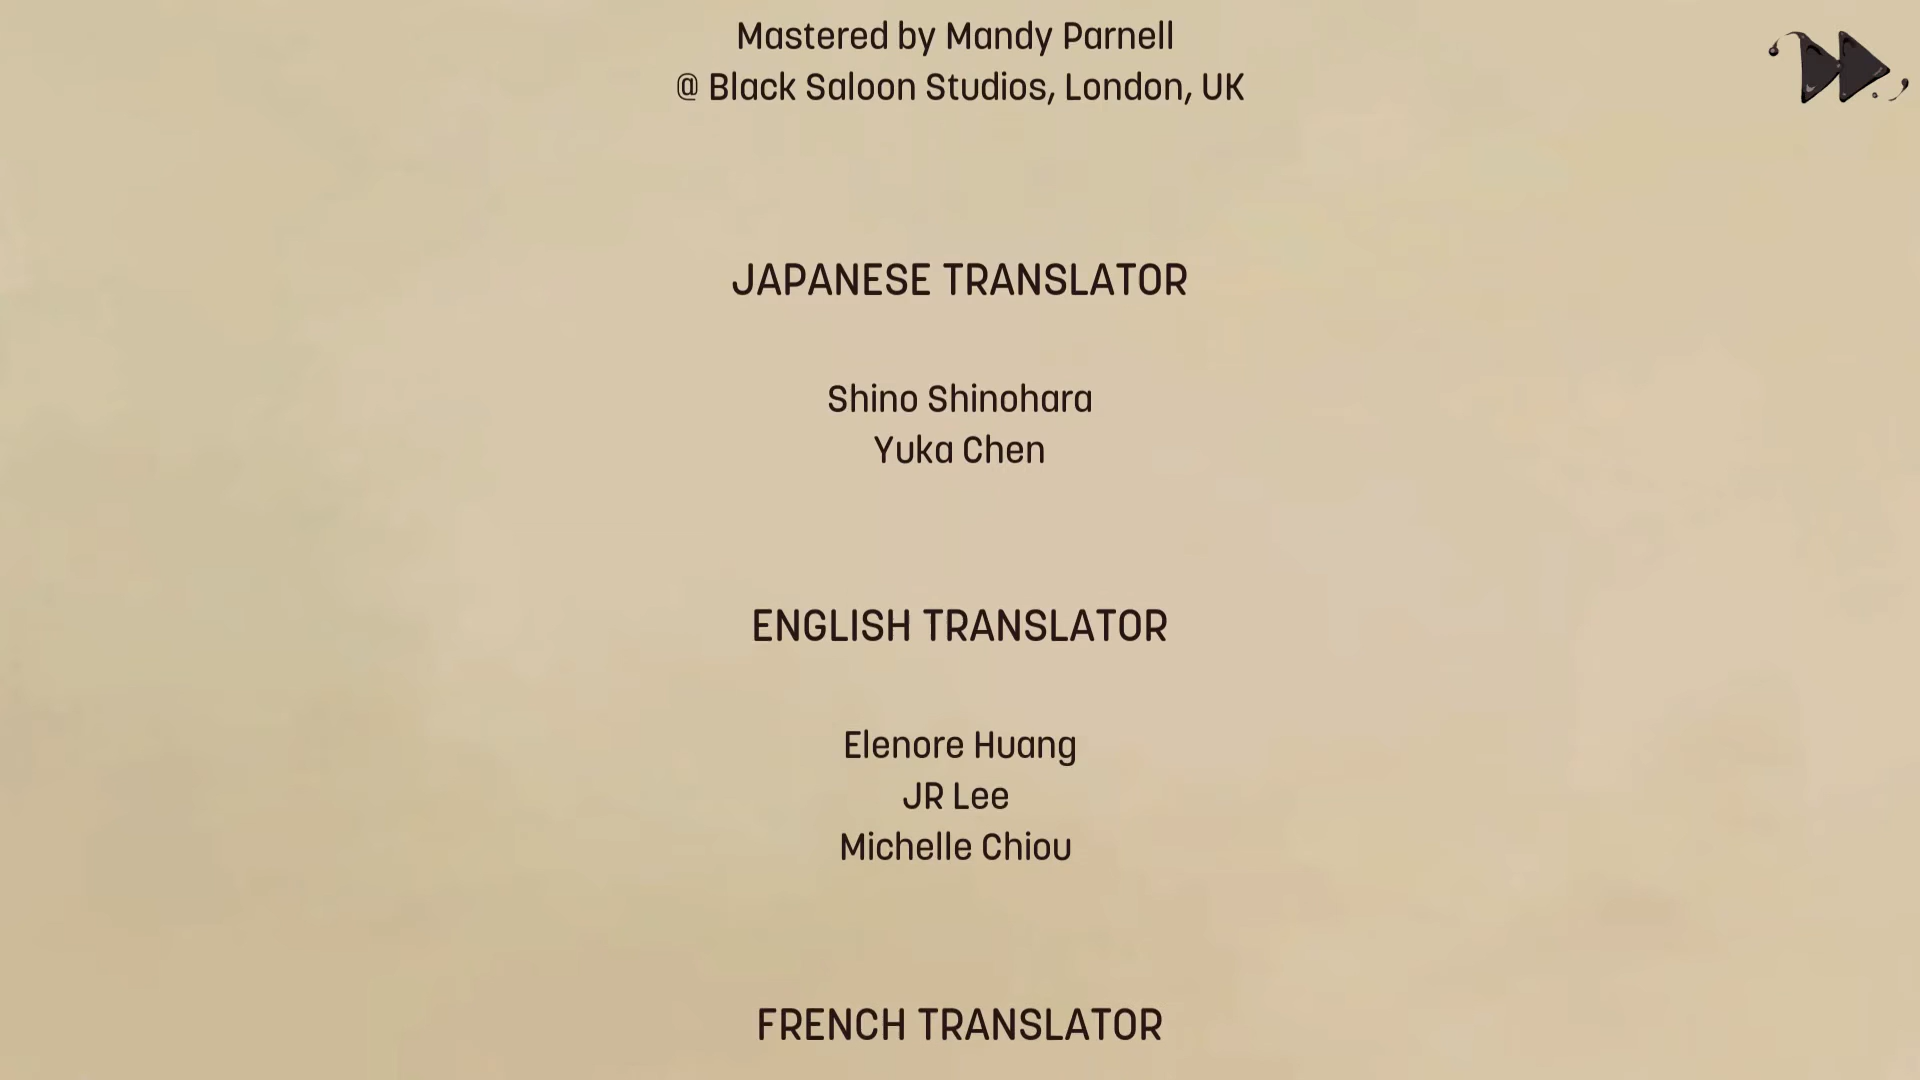 Mastered by Mandy Parnell
@ Black Saloon Studios, London, UK
JAPANESE TRANSLATOR
Shino Shinohara
Yuka Chen
ENGLISH TRANSLATOR
Elenore Huang
JR Lee
Michelle Chiou
FRENCH TRANSLATOR